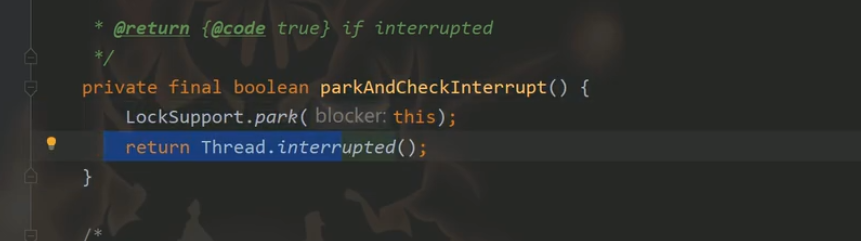 * @return {@code true} if interrupted
*/
private final boolean parkAndCheckInterrupt() {
LockSupport.park( blocker: this);
return Thread.interrupted();
}
/*